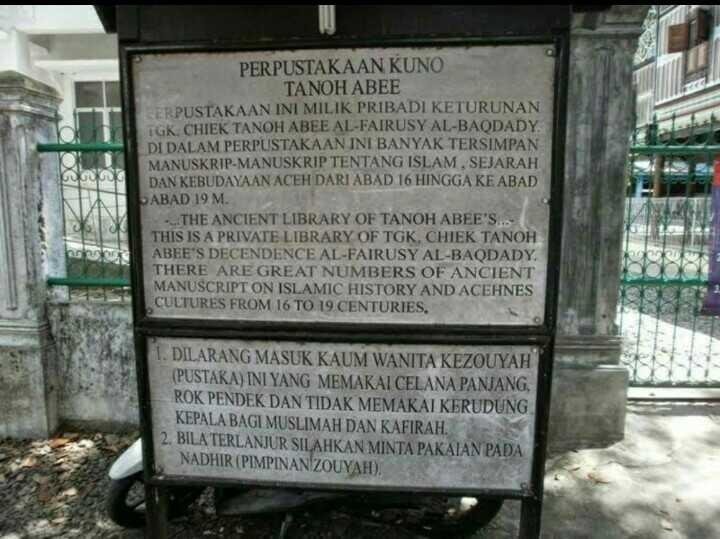 PERPUSTAKAAN KUNO
TANOH ABEE
PERPUSTAKAAN INI MILIK PRIBADI KETURUNAN
TGK. CHIEK TANOH ABEE AL-FAIRUSY AL-BAQDADY.
DI DALAM PERPUSTAKAAN INI BANYAK TERSIMPAN
MANUSKRIP-MANUSKRIP TENTANG ISLAM , SEJARAH
DAN KEBUDAYAAN ACEH DARI ABAD 16 HINGGA KE ABAD
ABAD 19 M.
-...THE ANCIENT LIBRARY OF TANOH ABEE'S...-
THIS IS A PRIVATE LIBRARY OF TGK. CHIEK TANOH
ABEE'S DECENDENCE AL-FAIRUSY AL-BAQDADY.
THERE ARE GREAT NUMBERS OF ANCIENT
MANUSCRIPT ON ISLAMIC HISTORY AND ACEHNES
CULTURES FROM 16 TO 19 CENTURIES.
1. DILARANG MASUK KAUM WANITA KEZOUYAH
(PUSTAKA) INI YANG MEMAKAI CELANA PANJANG,
ROK PENDEK DAN TIDAK MEMAKAI KERUDUNG
KEPALA BAGI MUSLIMAH DAN KAFIRAH.
2. BILA TERLANJUR SILAHKAN MINTA PAKAIAN PADA
NADHIR (PIMPINAN ZOUYAH).